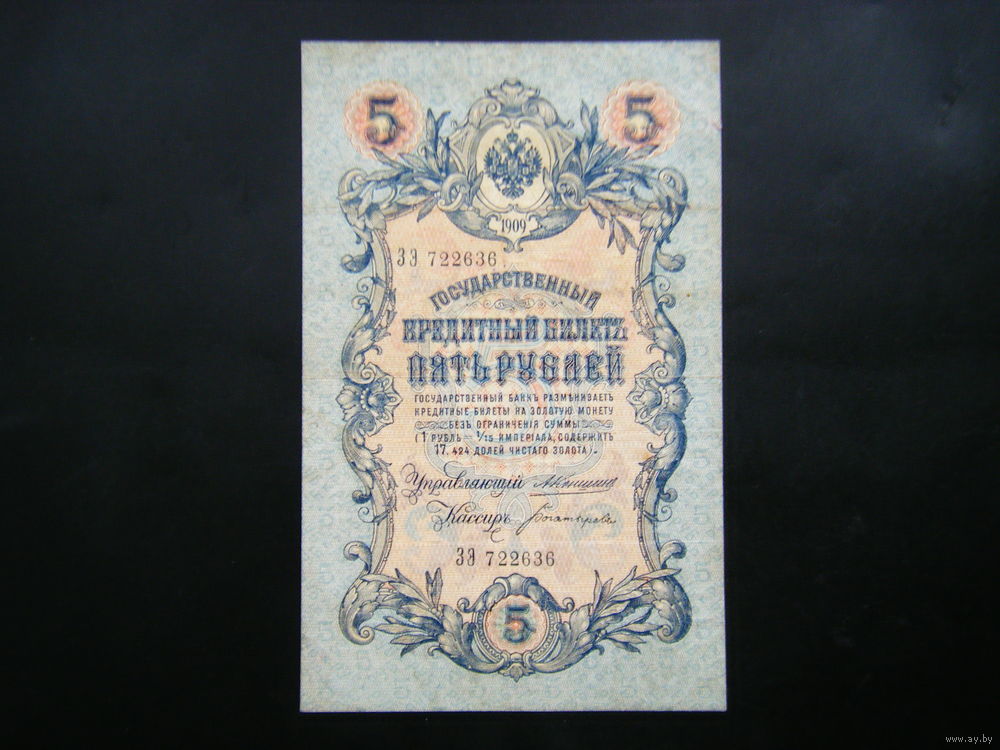 5 5
1909
ЗЭ 722636
ГОСУДАРСТВЕННЫЙ
КРЕДИТНЫЙ БИЛЕТЪ
ПЯТЬ РУБЛЕЙ
ГОСУДАРСТВЕННЫЙ БАНКЪ РАЗМѢНИВАЕТЪ
КРЕДИТНЫЕ БИЛЕТЫ НА ЗОЛОТУЮ МОНЕТУ
БЕЗЪ ОГРАНИЧЕНІЯ СУММЫ
(1 РУБЛЬ = 1/15 ИМПЕРІАЛА, СОДЕРЖИТЪ
17,424 ДОЛЕЙ ЧИСТАГО ЗОЛОТА).
Управляющій АКоншинъ
Кассиръ Богатыревъ
ЗЭ 722636
5
www.ay.by